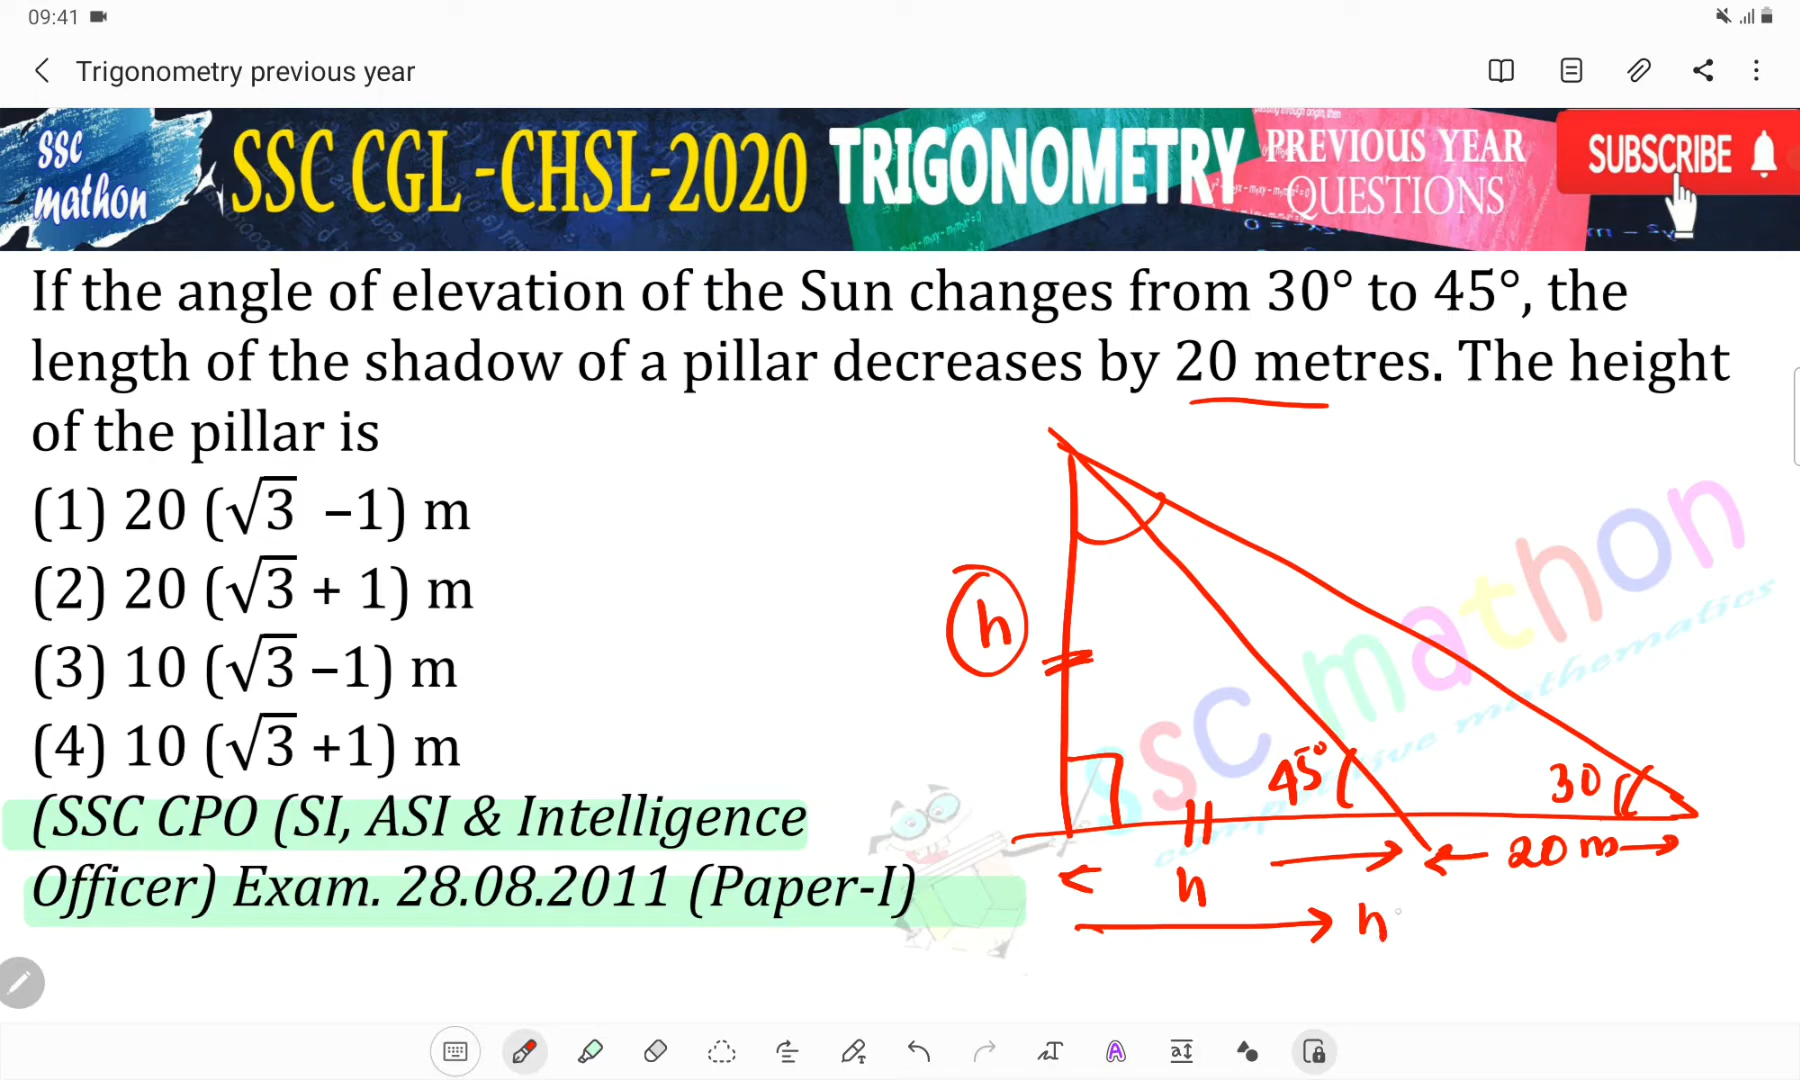 09:41
Trigonometry previous year
SSC mathon
SSC CGL -CHSL-2020 TRIGONOMETRY PREVIOUS YEAR QUESTIONS SUBSCRIBE
If the angle of elevation of the Sun changes from 30° to 45°, the
length of the shadow of a pillar decreases by 20 metres. The height
of the pillar is
(1) 20 (√3 –1) m
(2) 20 (√3 + 1) m
(3) 10 (√3 –1) m
(4) 10 (√3 +1) m
(SSC CPO (SI, ASI & Intelligence
Officer) Exam. 28.08.2011 (Paper-I)
h
45°
30
20 m
h
h
SSC mathon
competitive mathematics